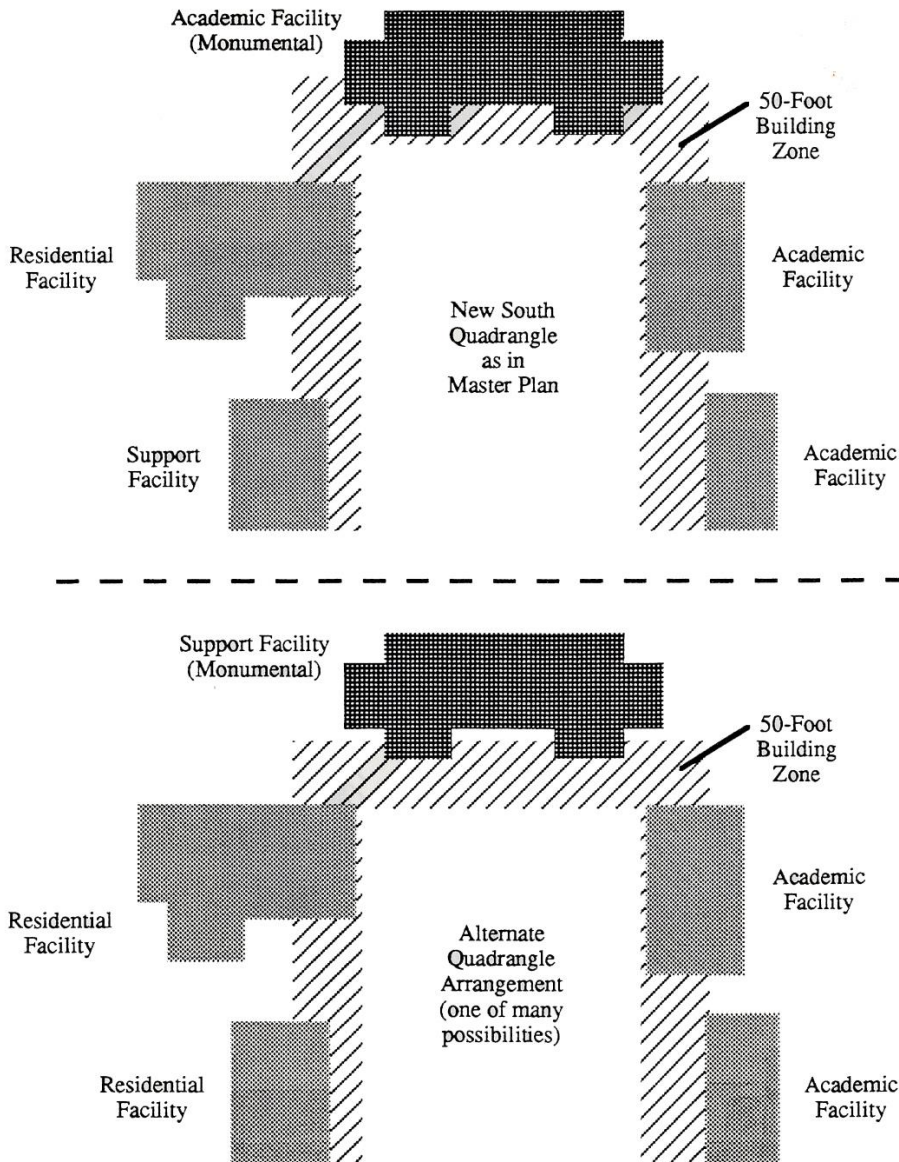 Academic Facility
(Monumental)
50-Foot
Building
Zone
Residential
Facility
Academic
Facility
New South
Quadrangle
as in
Master Plan
Support
Facility
Academic
Facility
Support Facility
(Monumental)
50-Foot
Building
Zone
Academic
Facility
Residential
Facility
Alternate
Quadrangle
Arrangement
(one of many
possibilities)
Residential
Facility
Academic
Facility